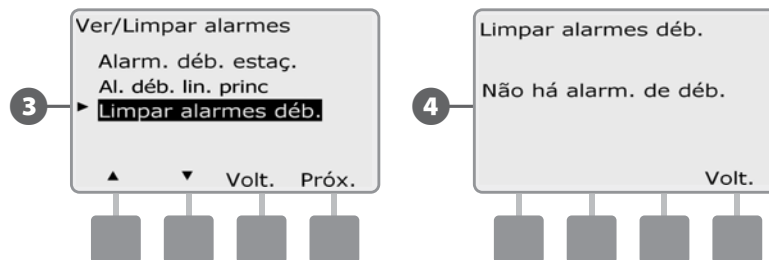 Ver/Limpar alarmes
Alarm. déb. estaç.
Al. déb. lin. princ
3
Limpar alarmes déb.
▲ ▼ Volt. Próx.
Limpar alarmes déb.
4
Não há alarm. de déb.
Volt.